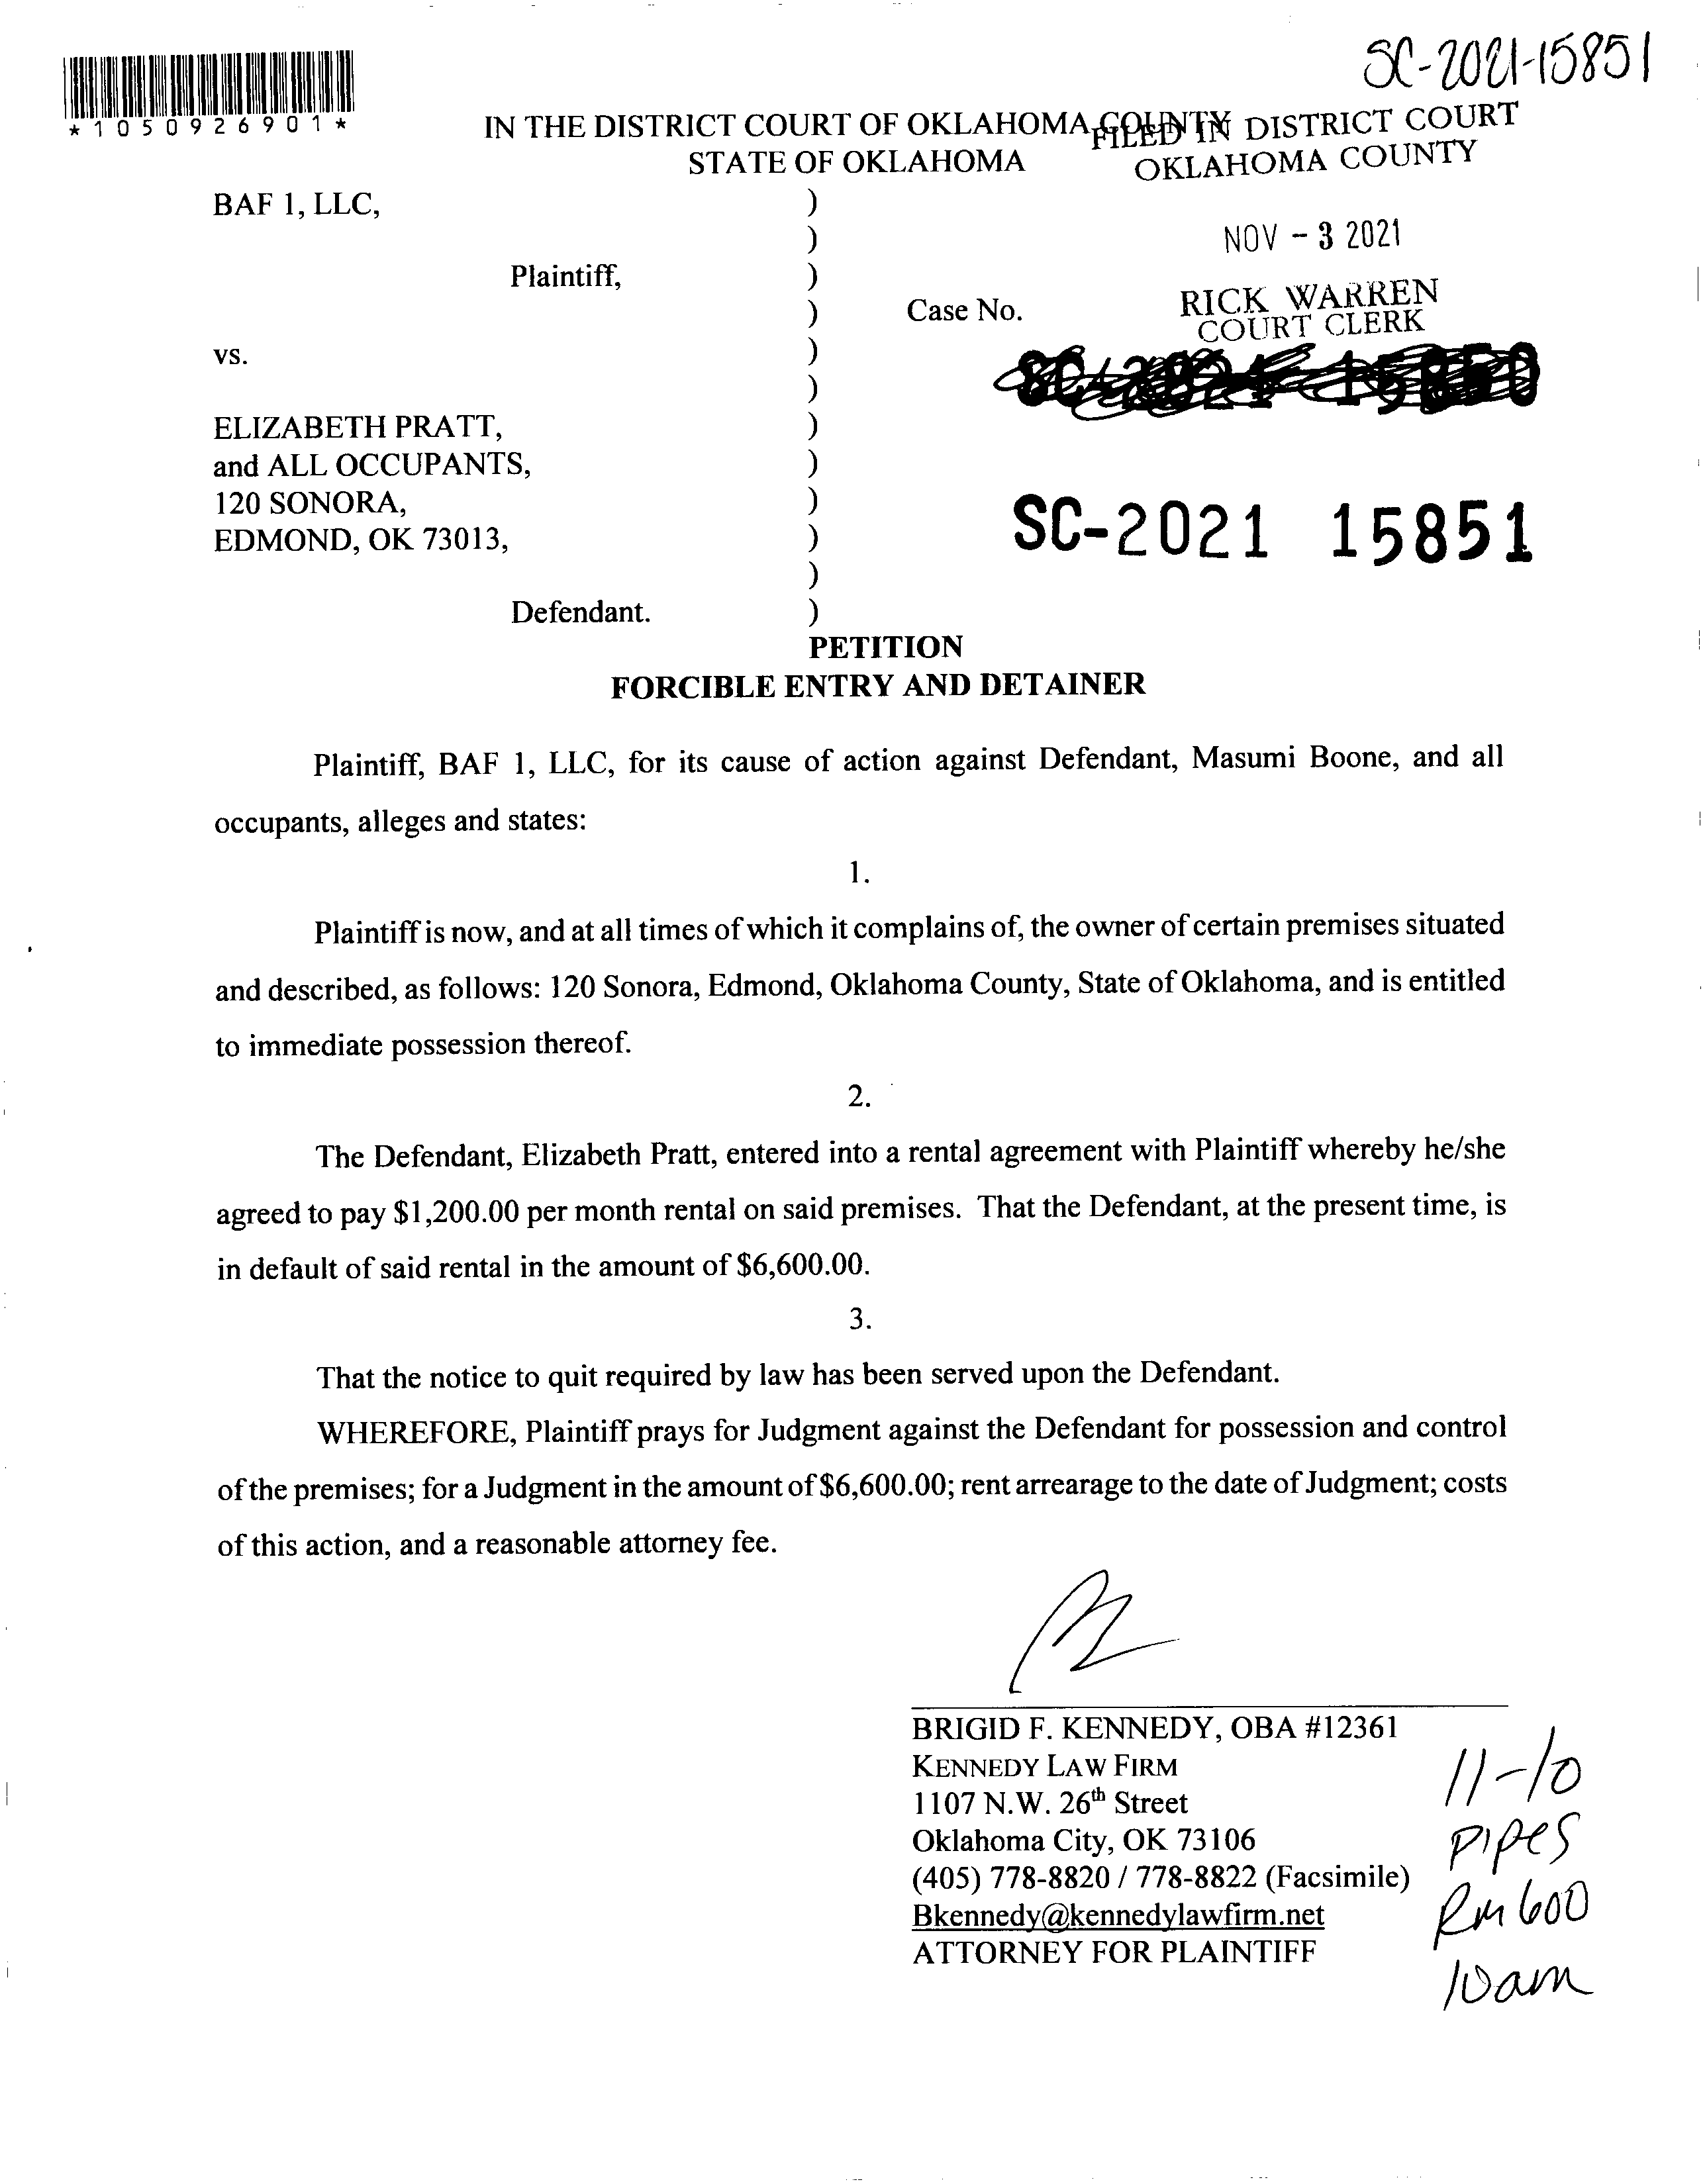 SC-2021-15851
*1050926901*
IN THE DISTRICT COURT OF OKLAHOMA COUNTY
STATE OF OKLAHOMA
FILED IN DISTRICT COURT
OKLAHOMA COUNTY
NOV - 3 2021
RICK WARREN
COURT CLERK
BAF 1, LLC,
Plaintiff,
Case No.
vs.
SC-2021 15850
ELIZABETH PRATT,
and ALL OCCUPANTS,
120 SONORA,
EDMOND, OK 73013,
SC-2021 15851
Defendant.
PETITION
FORCIBLE ENTRY AND DETAINER
Plaintiff, BAF 1, LLC, for its cause of action against Defendant, Masumi Boone, and all
occupants, alleges and states:
1.
Plaintiff is now, and at all times of which it complains of, the owner of certain premises situated
and described, as follows: 120 Sonora, Edmond, Oklahoma County, State of Oklahoma, and is entitled
to immediate possession thereof.
2.
The Defendant, Elizabeth Pratt, entered into a rental agreement with Plaintiff whereby he/she
agreed to pay $1,200.00 per month rental on said premises. That the Defendant, at the present time, is
in default of said rental in the amount of $6,600.00.
3.
That the notice to quit required by law has been served upon the Defendant.
WHEREFORE, Plaintiff prays for Judgment against the Defendant for possession and control
of the premises; for a Judgment in the amount of $6,600.00; rent arrearage to the date of Judgment; costs
of this action, and a reasonable attorney fee.
BRIGID F. KENNEDY, OBA #12361
KENNEDY LAW FIRM
1107 N.W. 26th Street
Oklahoma City, OK 73106
(405) 778-8820 / 778-8822 (Facsimile)
Bkennedy@kennedylawfirm.net
ATTORNEY FOR PLAINTIFF
11-10
Pipes
Rm 600
10am